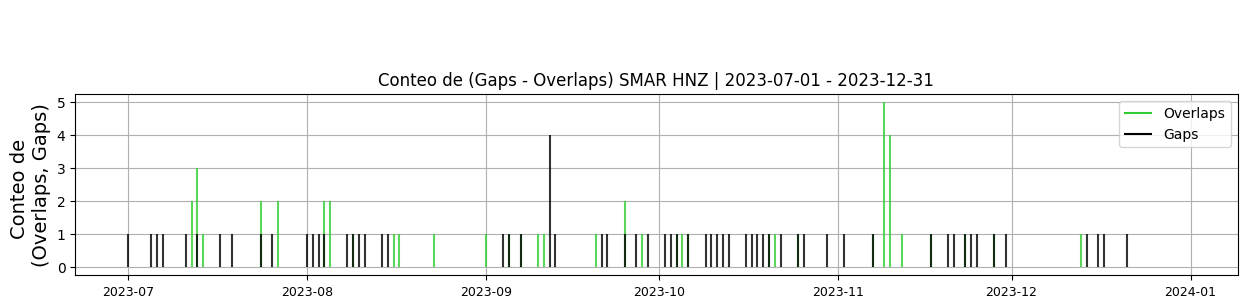 Conteo de (Gaps - Overlaps) SMAR HNZ | 2023-07-01 - 2023-12-31
Conteo de
(Overlaps, Gaps)
5
4
3
2
1
0
Overlaps
Gaps
2023-07
2023-08
2023-09
2023-10
2023-11
2023-12
2024-01